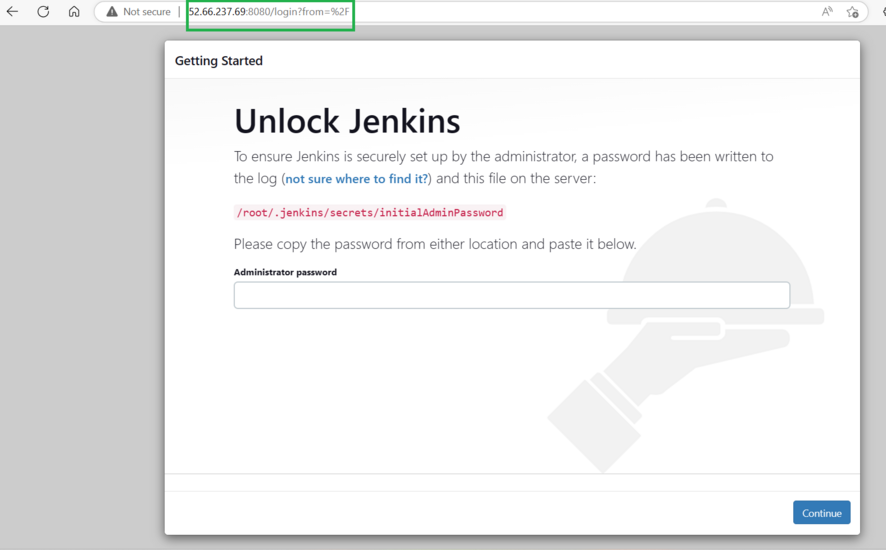 Not secure | 52.66.237.69:8080/login?from=%2F
Getting Started
Unlock Jenkins
To ensure Jenkins is securely set up by the administrator, a password has been written to
the log (not sure where to find it?) and this file on the server:
/root/.jenkins/secrets/initialAdminPassword
Please copy the password from either location and paste it below.
Administrator password
Continue